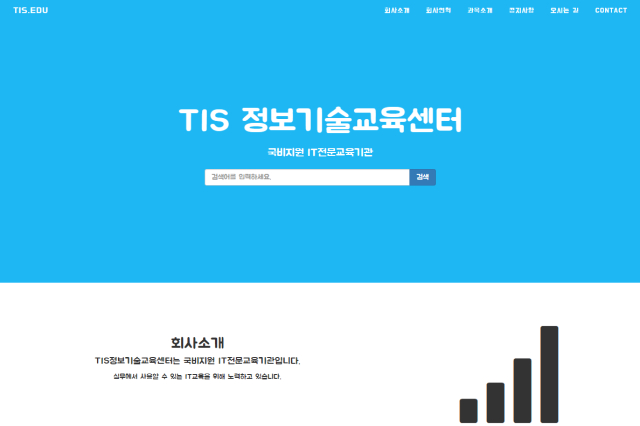 TIS.EDU
회사소개 회사연혁 교육소개 공지사항 오시는 길 CONTACT
TIS 정보기술교육센터
국비지원 IT전문교육기관
검색어를 입력하세요.
검색
회사소개
TIS정보기술교육센터는 국비지원 IT전문교육기관입니다.
실무에서 사용할 수 있는 IT교육을 위해 노력하고 있습니다.